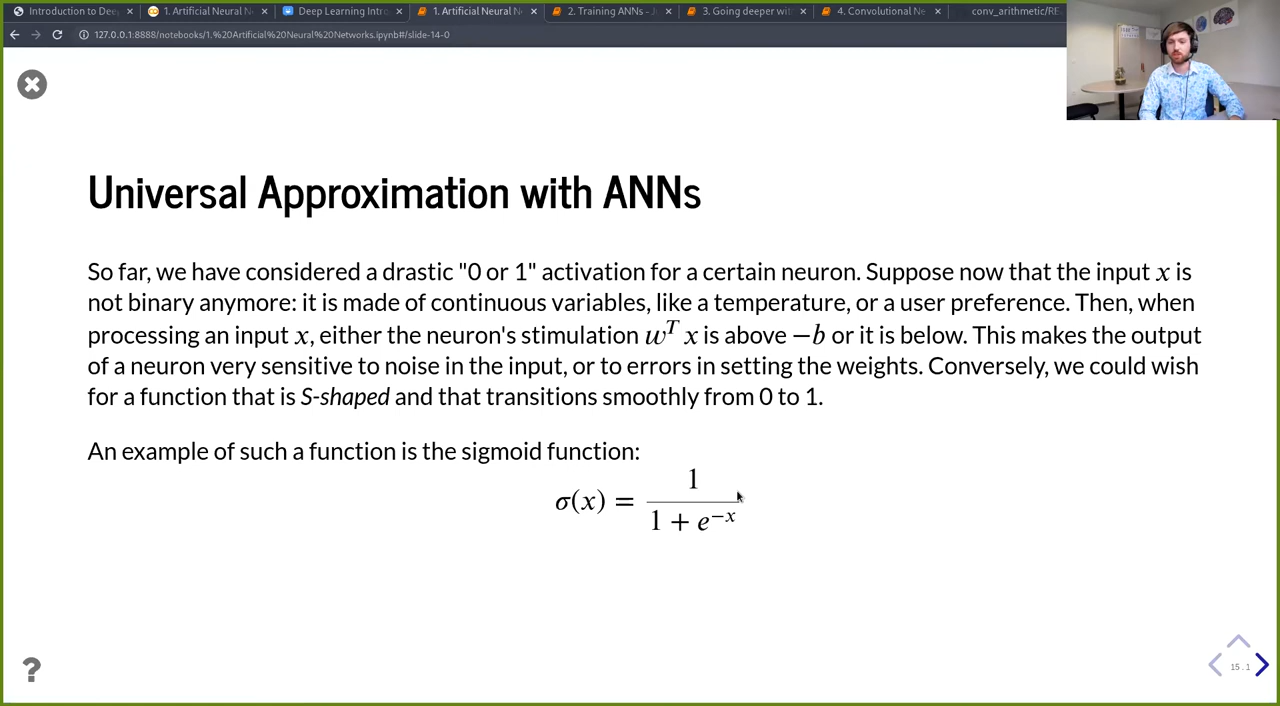 Introduction to Dee
1. Artificial Neural N
Deep Learning Intro
1. Artificial Neural N
2. Training ANNs - J
3. Going deeper wit
4. Convolutional Ne
conv_arithmetic/RE
127.0.0.1:8888/notebooks/1.%20Artificial%20Neural%20Networks.ipynb#/slide-14-0
Universal Approximation with ANNs
So far, we have considered a drastic "0 or 1" activation for a certain neuron. Suppose now that the input x is
not binary anymore: it is made of continuous variables, like a temperature, or a user preference. Then, when
processing an input x, either the neuron's stimulation w^T x is above −b or it is below. This makes the output
of a neuron very sensitive to noise in the input, or to errors in setting the weights. Conversely, we could wish
for a function that is S-shaped and that transitions smoothly from 0 to 1.
An example of such a function is the sigmoid function:
σ(x) = 1 / (1 + e^{−x})
?
15.1